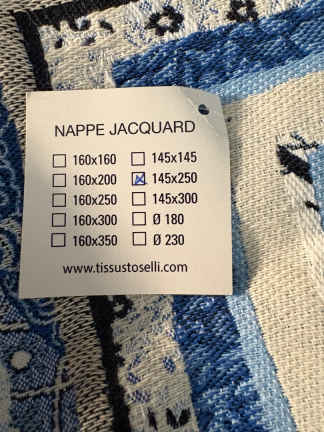 NAPPE JACQUARD
☐ 160x160 ☐ 145x145
☐ 160x200 ☒ 145x250
☐ 160x250 ☐ 145x300
☐ 160x300 ☐ Ø 180
☐ 160x350 ☐ Ø 230
www.tissustoselli.com